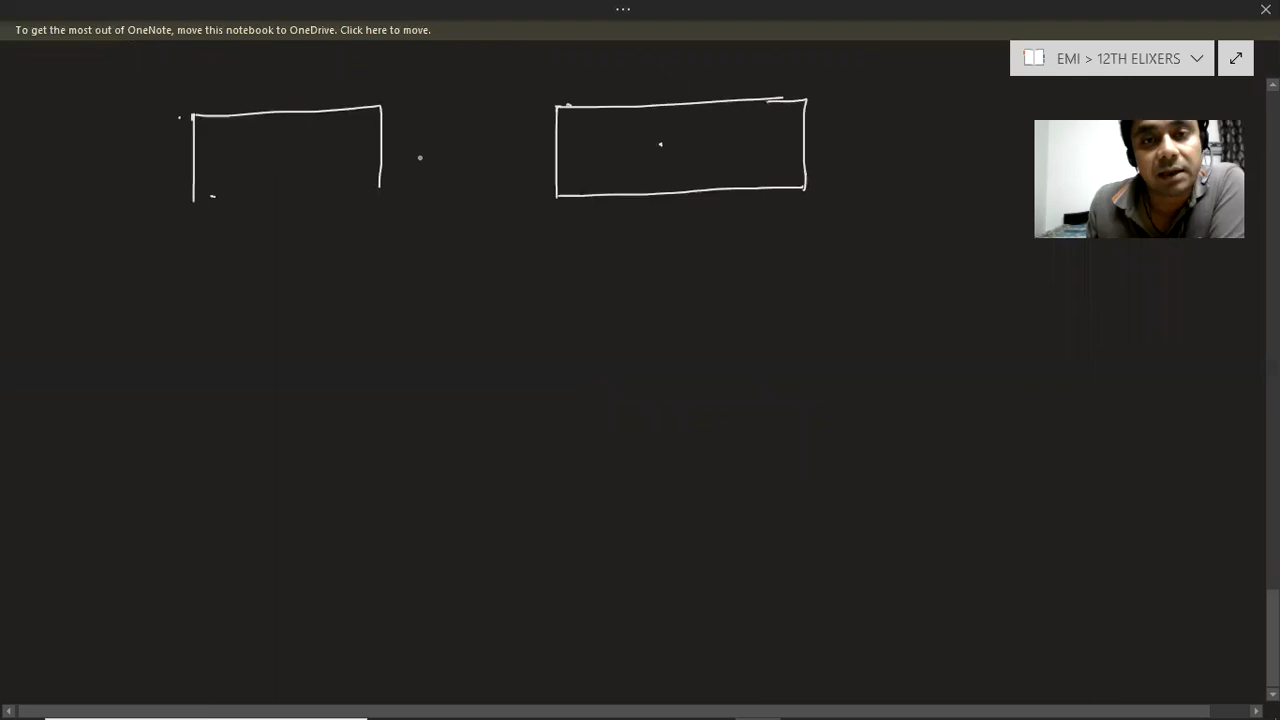 To get the most out of OneNote, move this notebook to OneDrive. Click here to move.
EMI > 12TH ELIXERS